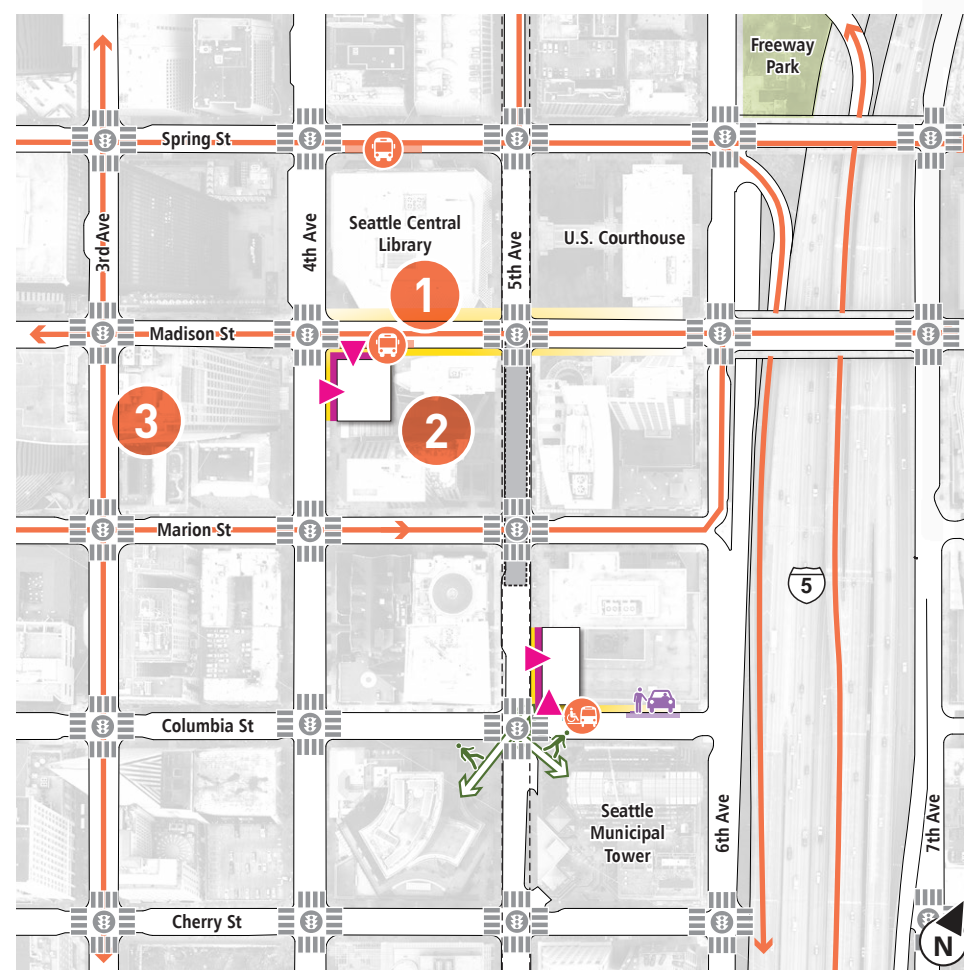 Freeway
Park
Spring St
3rd Ave
4th Ave
Seattle Central
Library
5th Ave
U.S. Courthouse
1
Madison St
3
2
Marion St
5
Columbia St
Seattle
Municipal
Tower
6th Ave
7th Ave
Cherry St
N